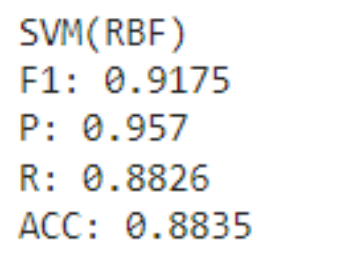 SVM(RBF)
F1: 0.9175
P: 0.957
R: 0.8826
ACC: 0.8835